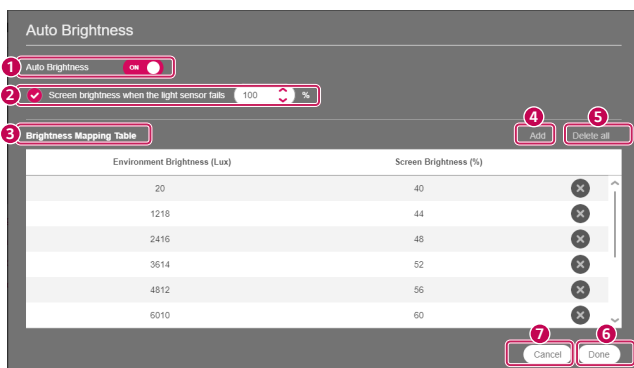 Auto Brightness
1 Auto Brightness ON
2 Screen brightness when the light sensor fails 100 %
4 5
3 Brightness Mapping Table Add Delete all
Environment Brightness (Lux) Screen Brightness (%)
20 40
1218 44
2416 48
3614 52
4812 56
6010 60
7 6
Cancel Done